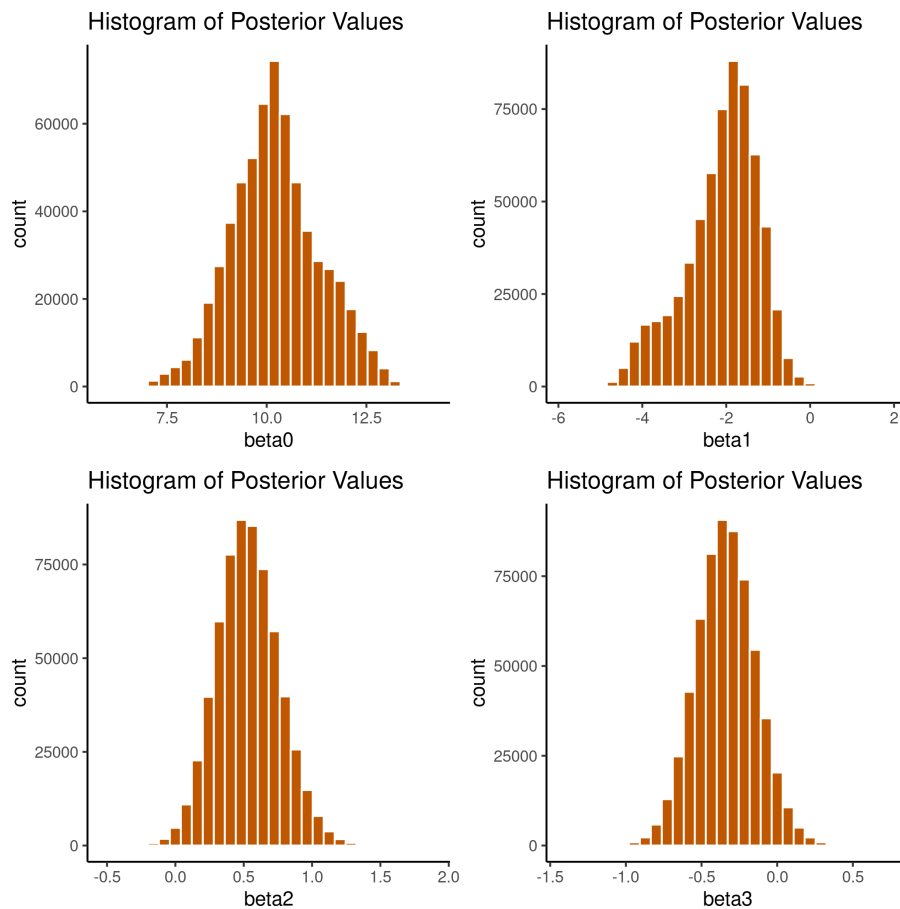 Histogram of Posterior Values
60000
40000
20000
0
count
7.5 10.0 12.5
beta0
Histogram of Posterior Values
75000
50000
25000
0
count
-6 -4 -2 0 2
beta1
Histogram of Posterior Values
75000
50000
25000
0
count
-0.5 0.0 0.5 1.0 1.5 2.0
beta2
Histogram of Posterior Values
75000
50000
25000
0
count
-1.5 -1.0 -0.5 0.0 0.5
beta3